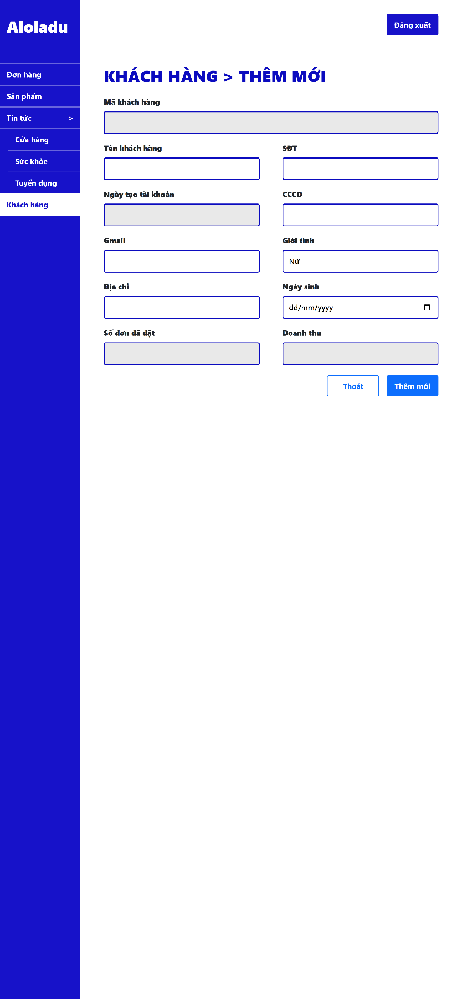 Aloladu
Đăng xuất
Đơn hàng
Sản phẩm
Tin tức >
Cửa hàng
Sức khỏe
Tuyển dụng
Khách hàng
KHÁCH HÀNG > THÊM MỚI
Mã khách hàng
Tên khách hàng
SĐT
Ngày tạo tài khoản
CCCD
Gmail
Giới tính
Nữ
Địa chỉ
Ngày sinh
dd/mm/yyyy
Số đơn đã đặt
Doanh thu
Thoát
Thêm mới